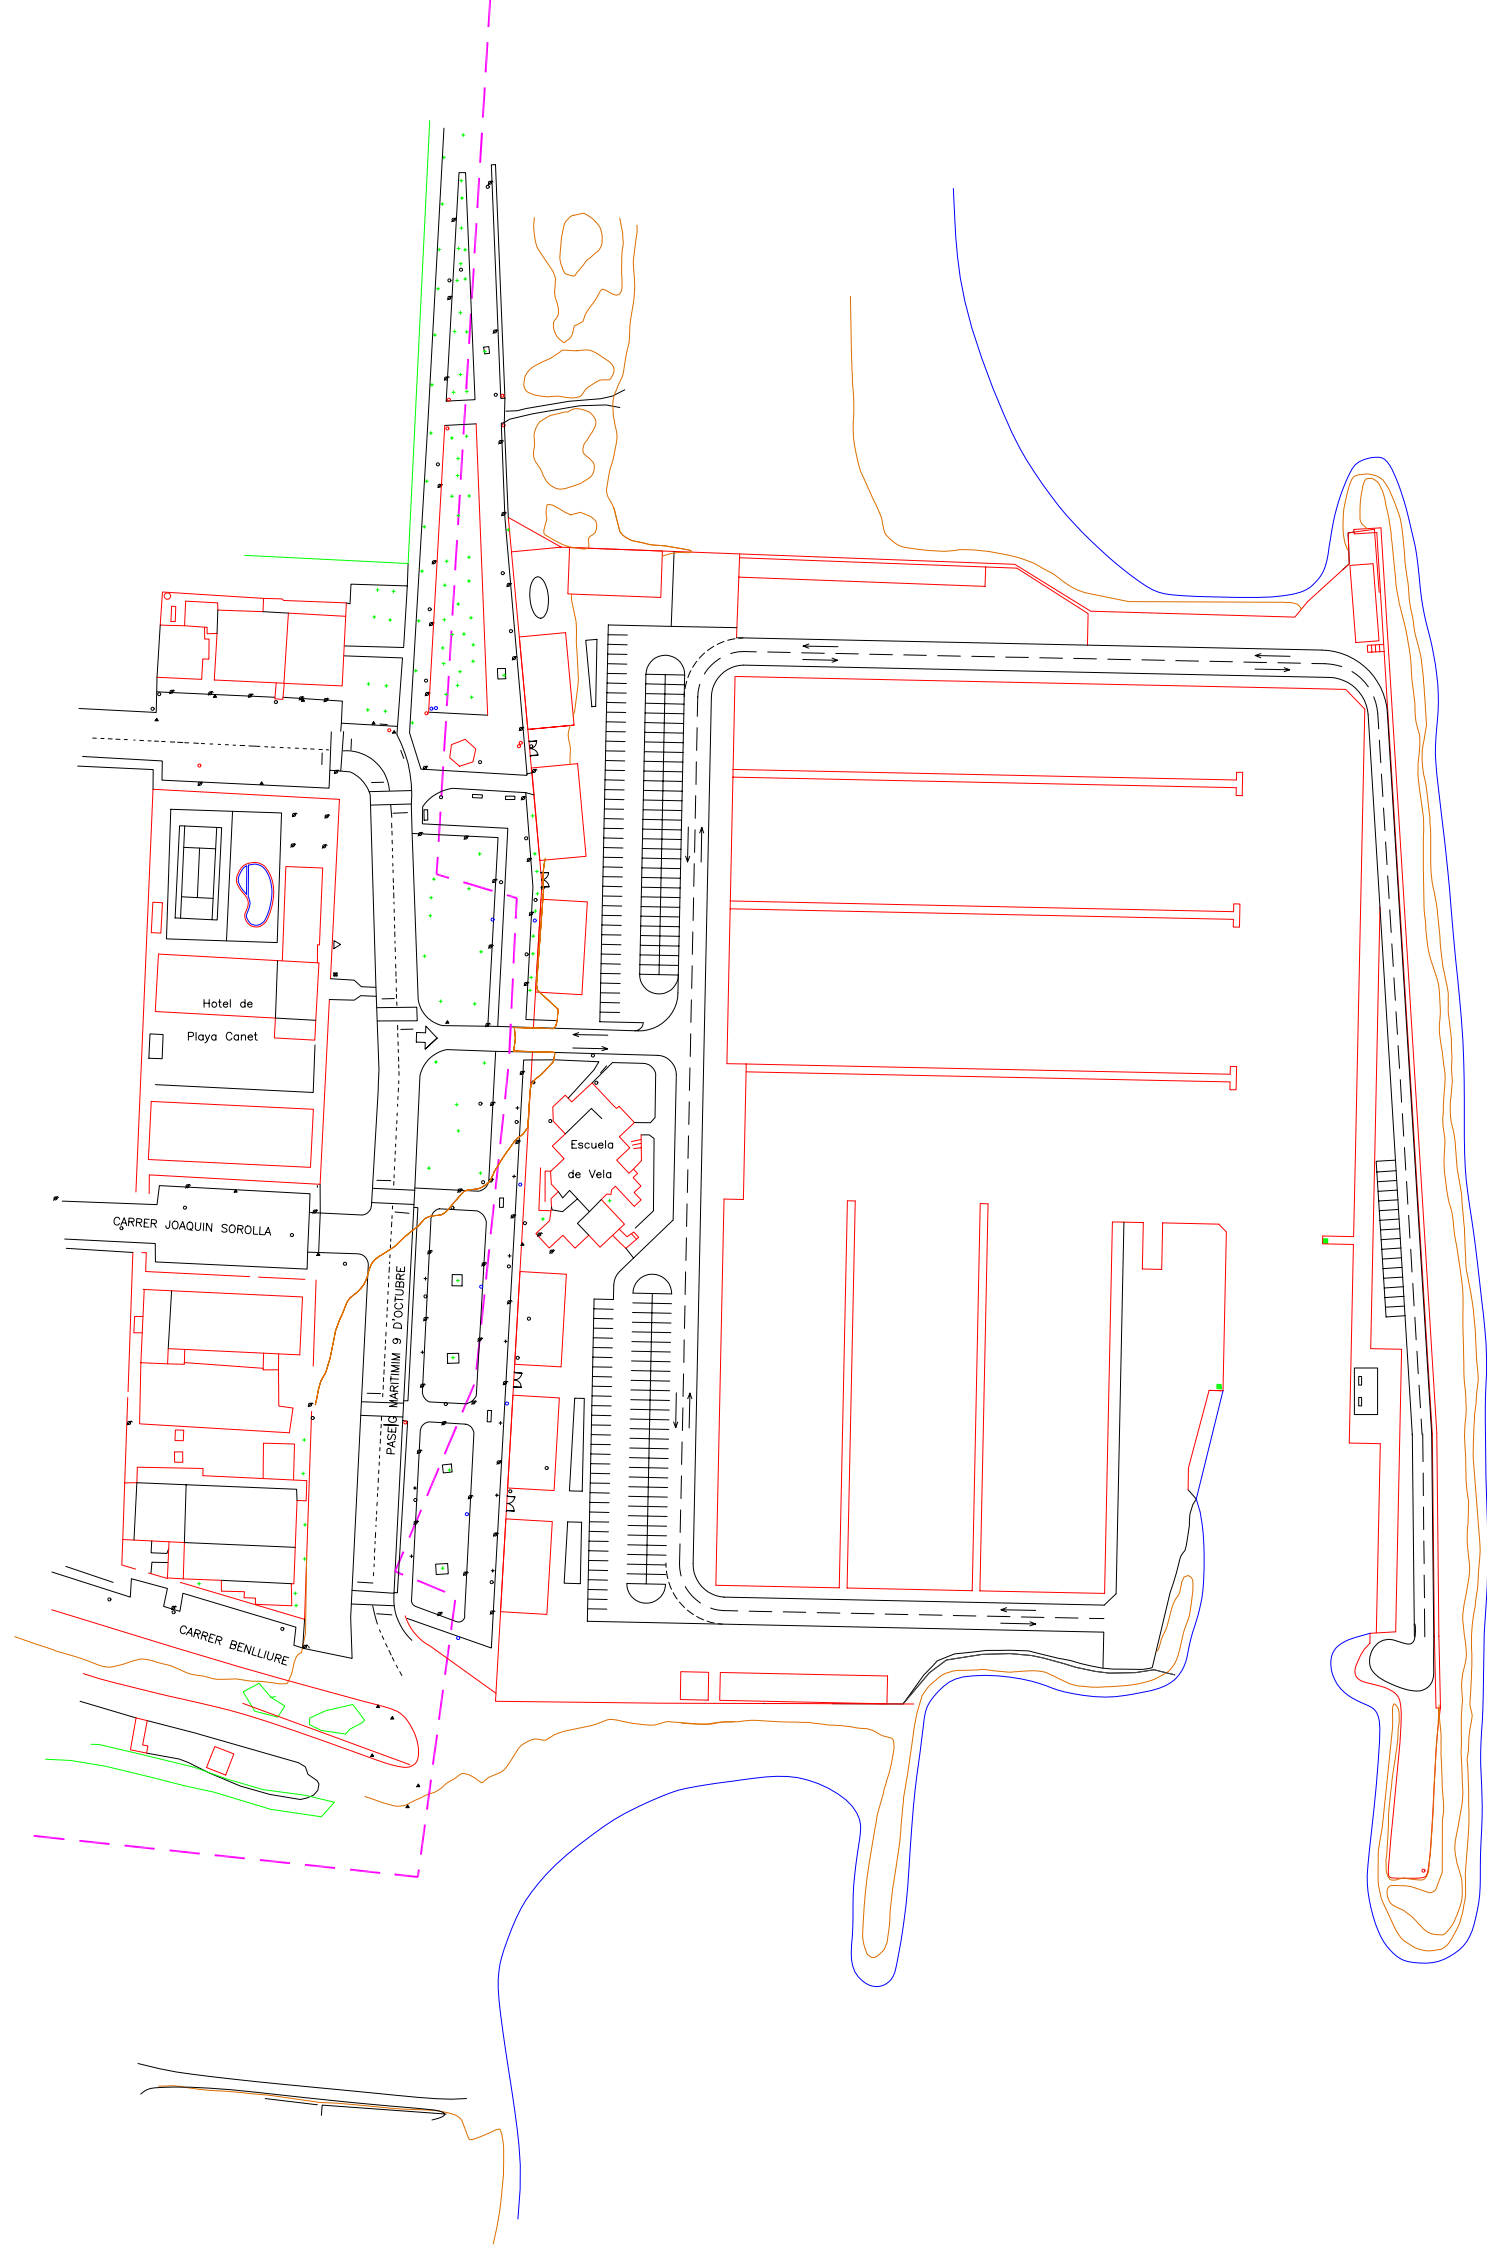 Hotel de
Playa Canet
Escuela
de Vela
CARRER JOAQUIN SOROLLA
PASEIG MARITIMIM 9 D'OCTUBRE
CARRER BENLLIURE